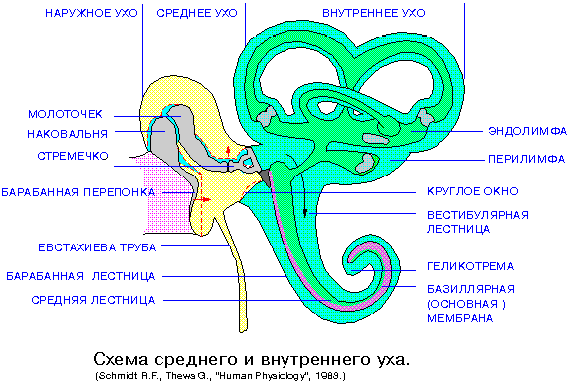 НАРУЖНОЕ УХО СРЕДНЕЕ УХО ВНУТРЕННЕЕ УХО
МОЛОТОЧЕК
НАКОВАЛЬНЯ
СТРЕМЕЧКО
БАРАБАННАЯ ПЕРЕПОНКА
ЕВСТАХИЕВА ТРУБА
БАРАБАННАЯ ЛЕСТНИЦА
СРЕДНЯЯ ЛЕСТНИЦА
ЭНДОЛИМФА
ПЕРИЛИМФА
КРУГЛОЕ ОКНО
ВЕСТИБУЛЯРНАЯ
ЛЕСТНИЦА
ГЕЛИКОТРЕМА
БАЗИЛЛЯРНАЯ
(ОСНОВНАЯ )
МЕМБРАНА
Схема среднего и внутреннего уха.
(Schmidt R.F., Thews G., "Human Physiology", 1989.)